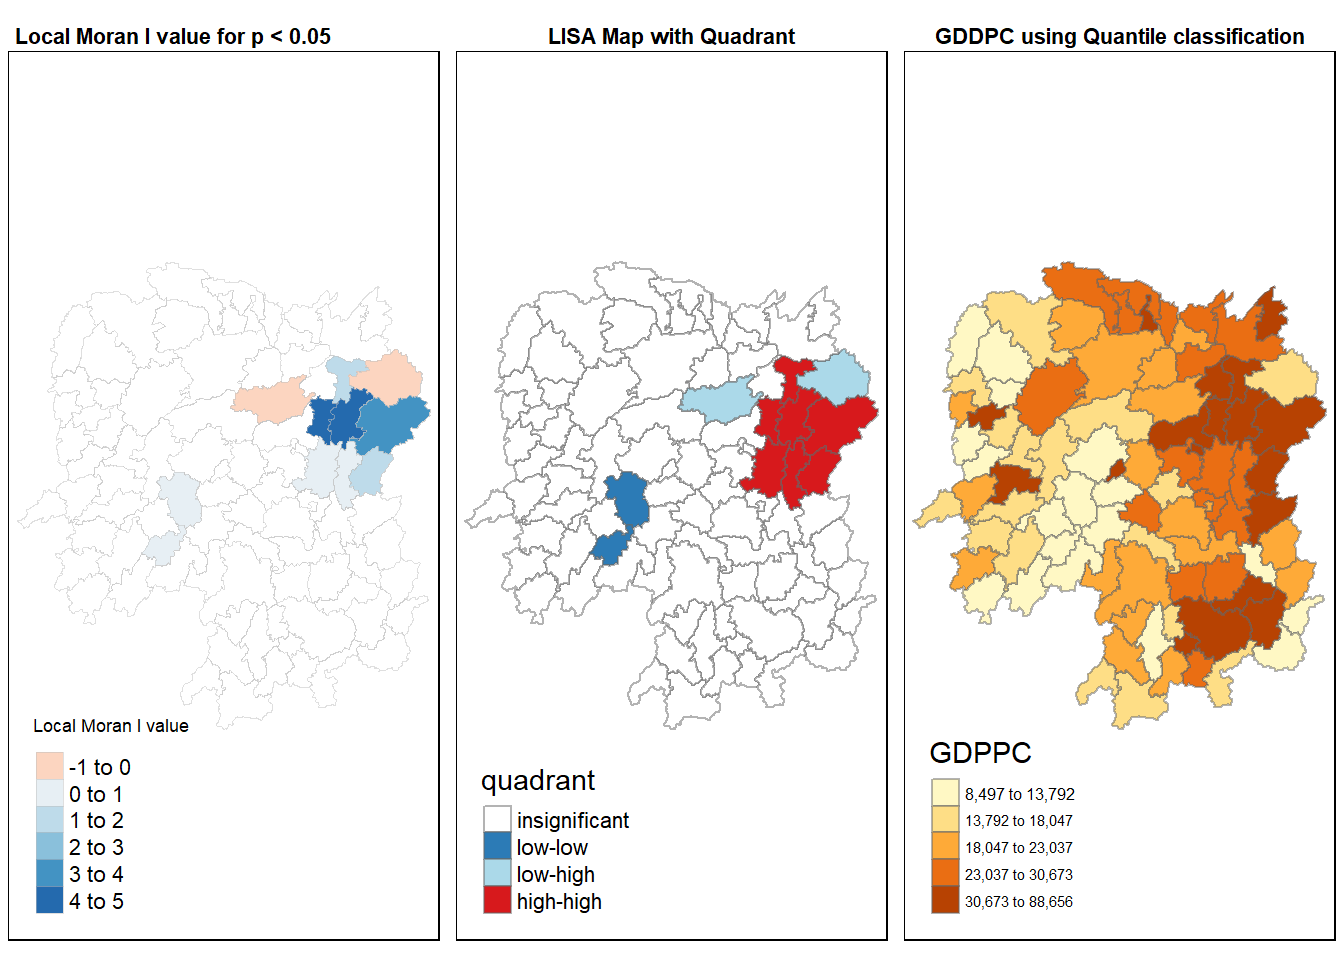 Local Moran I value for p < 0.05
Local Moran I value
-1 to 0
0 to 1
1 to 2
2 to 3
3 to 4
4 to 5
LISA Map with Quadrant
quadrant
insignificant
low-low
low-high
high-high
GDDPC using Quantile classification
GDPPC
8,497 to 13,792
13,792 to 18,047
18,047 to 23,037
23,037 to 30,673
30,673 to 88,656